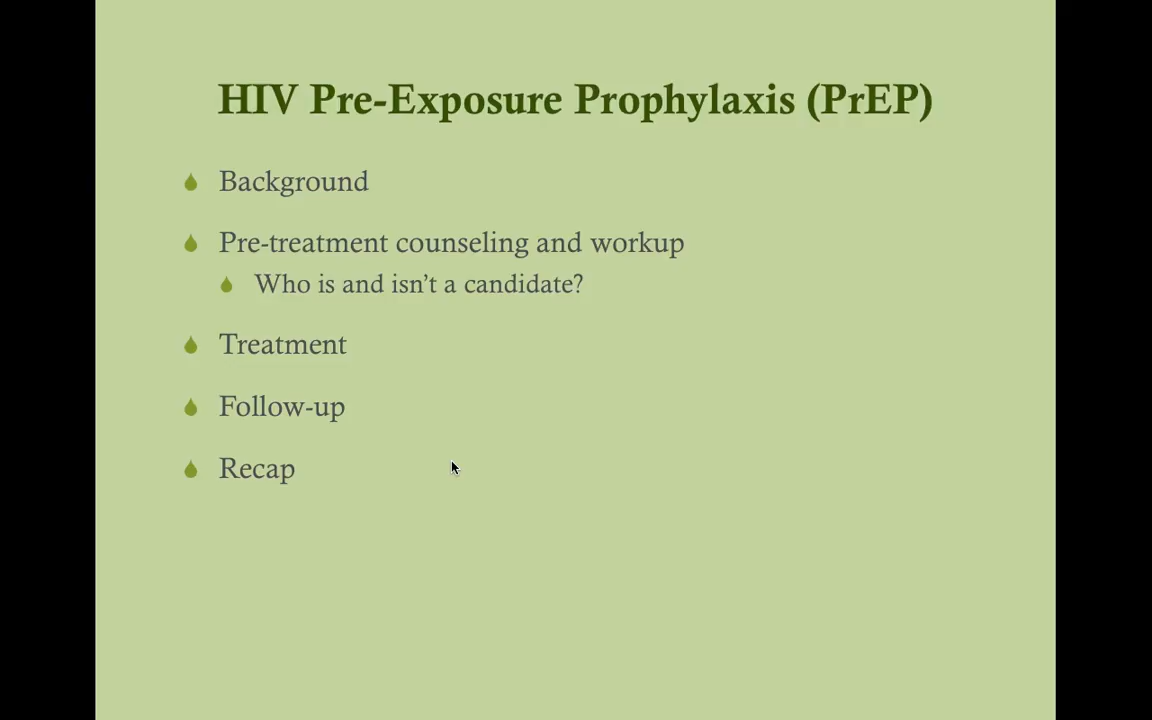 HIV Pre-Exposure Prophylaxis (PrEP)
Background
Pre-treatment counseling and workup
Who is and isn’t a candidate?
Treatment
Follow-up
Recap